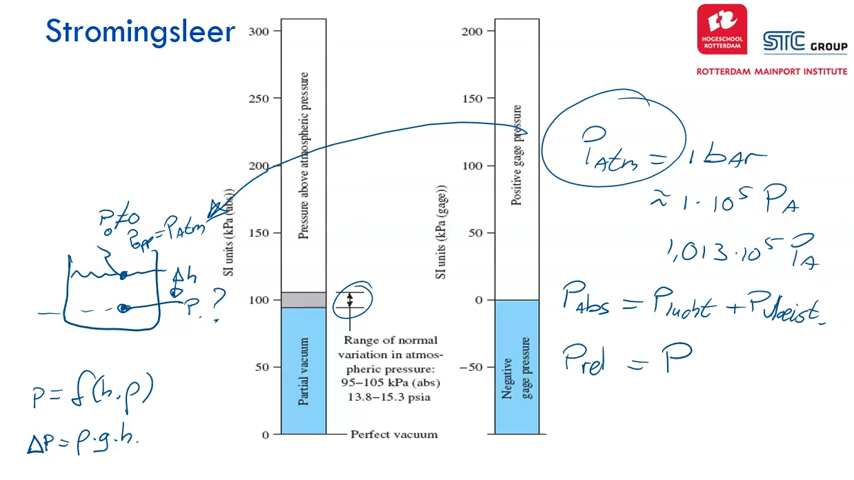 Stromingsleer
HOGESCHOOL
ROTTERDAM
STC GROUP
ROTTERDAM MAINPORT INSTITUTE
300
250
200
150
100
50
0
SI units (kPa (abs))
Pressure above atmospheric pressure
Partial vacuum
Range of normal
variation in atmos-
pheric pressure:
95–105 kPa (abs)
13.8–15.3 psia
Perfect vacuum
200
150
100
50
0
−50
SI units (kPa (gage))
Positive gage pressure
Negative
gage pressure
P≠0
= PAtm
Δh
P. ?
P = f(h, ρ)
ΔP = ρ.g.h.
PAtm = 1 bAr
≈ 1·10⁵ PA
1,013·10⁵ PA
PAbs = Plucht + Pvloeist.
Prel = P